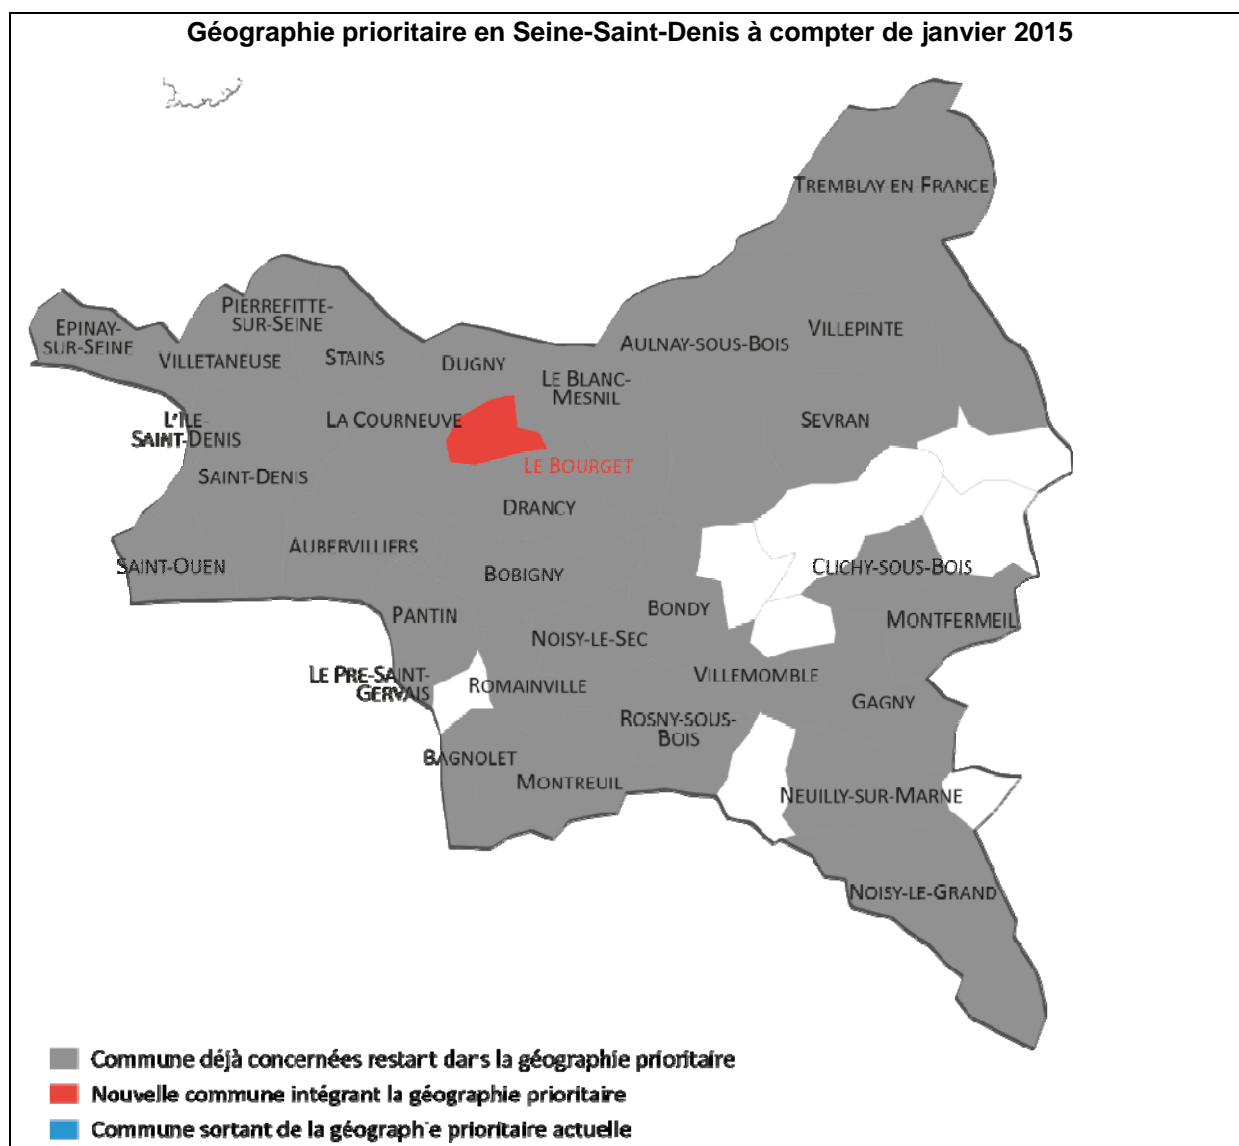 Géographie prioritaire en Seine-Saint-Denis à compter de janvier 2015
TREMBLAY EN FRANCE
PIERREFITTE-
SUR-SEINE
EPINAY-
SUR-SEINE
VILLETANEUSE
STAINS
DUGNY
LE BLANC-
MESNIL
AULNAY-SOUS-BOIS
VILLEPINTE
L'ILE-
SAINT-DENIS
LA COURNEUVE
SEVRAN
SAINT-DENIS
LE BOURGET
DRANCY
AUBERVILLIERS
SAINT-OUEN
BOBIGNY
CLICHY-SOUS-BOIS
PANTIN
BONDY
MONTFERMEIL
NOISY-LE-SEC
LE PRE-SAINT-
GERVAIS
ROMAINVILLE
VILLEMOMBLE
GAGNY
ROSNY-SOUS-
BOIS
BAGNOLET
MONTREUIL
NEUILLY-SUR-MARNE
NOISY-LE-GRAND
Commune déjà concernées restart dars la géographie prioritaire
Nouvelle commune intégrant la géographie prioritaire
Commune sortant de la géograph'e prioritaire actuelle